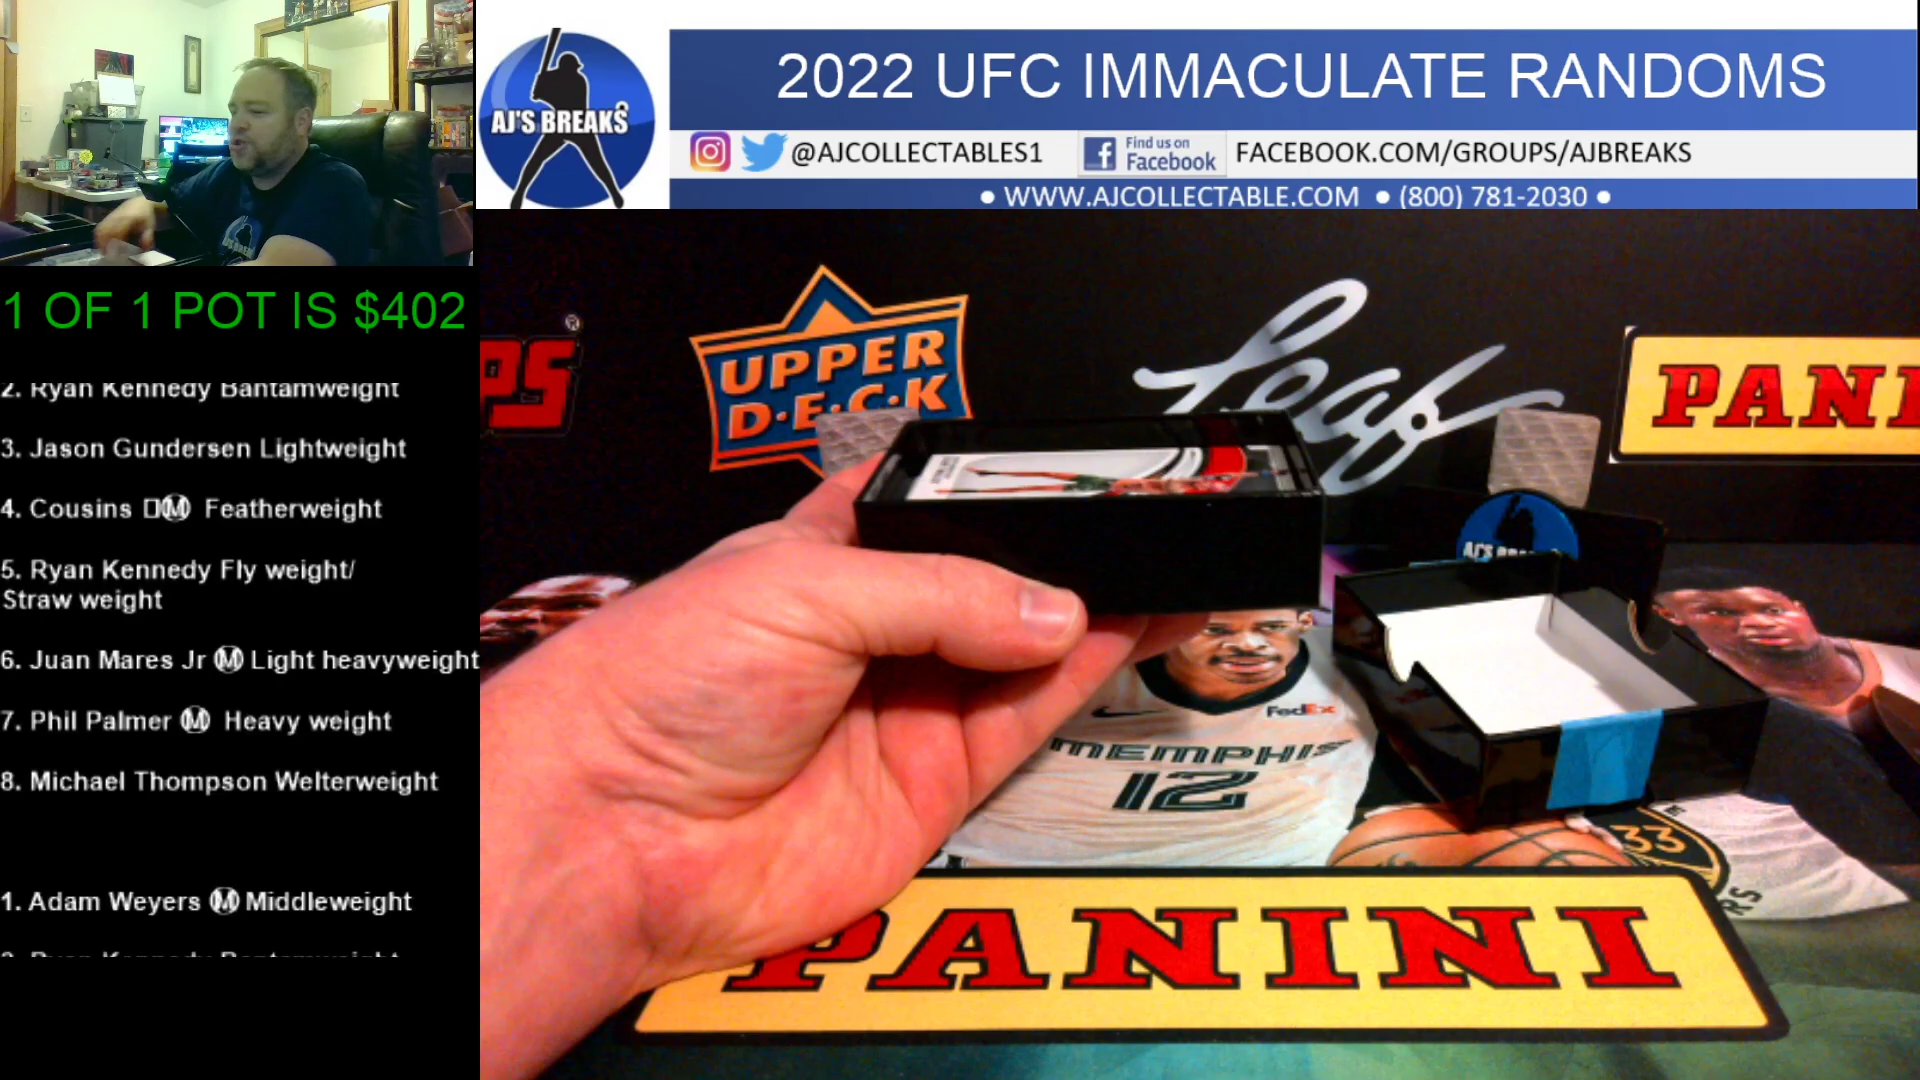 2022 UFC IMMACULATE RANDOMS
AJ'S BREAKS
@AJCOLLECTABLES1
Find us on
Facebook
FACEBOOK.COM/GROUPS/AJBREAKS
• WWW.AJCOLLECTABLE.COM • (800) 781-2030 •
1 OF 1 POT IS $402
2. Ryan Kennedy Bantamweight
3. Jason Gundersen Lightweight
4. Cousins Ⓜ Featherweight
5. Ryan Kennedy Fly weight/
Straw weight
6. Juan Mares Jr Ⓜ Light heavyweight
7. Phil Palmer Ⓜ Heavy weight
8. Michael Thompson Welterweight
1. Adam Weyers Ⓜ Middleweight
UPPER
D·E·C·K
Leaf
PANI
FedEx
MEMPHIS
12
33
PANINI